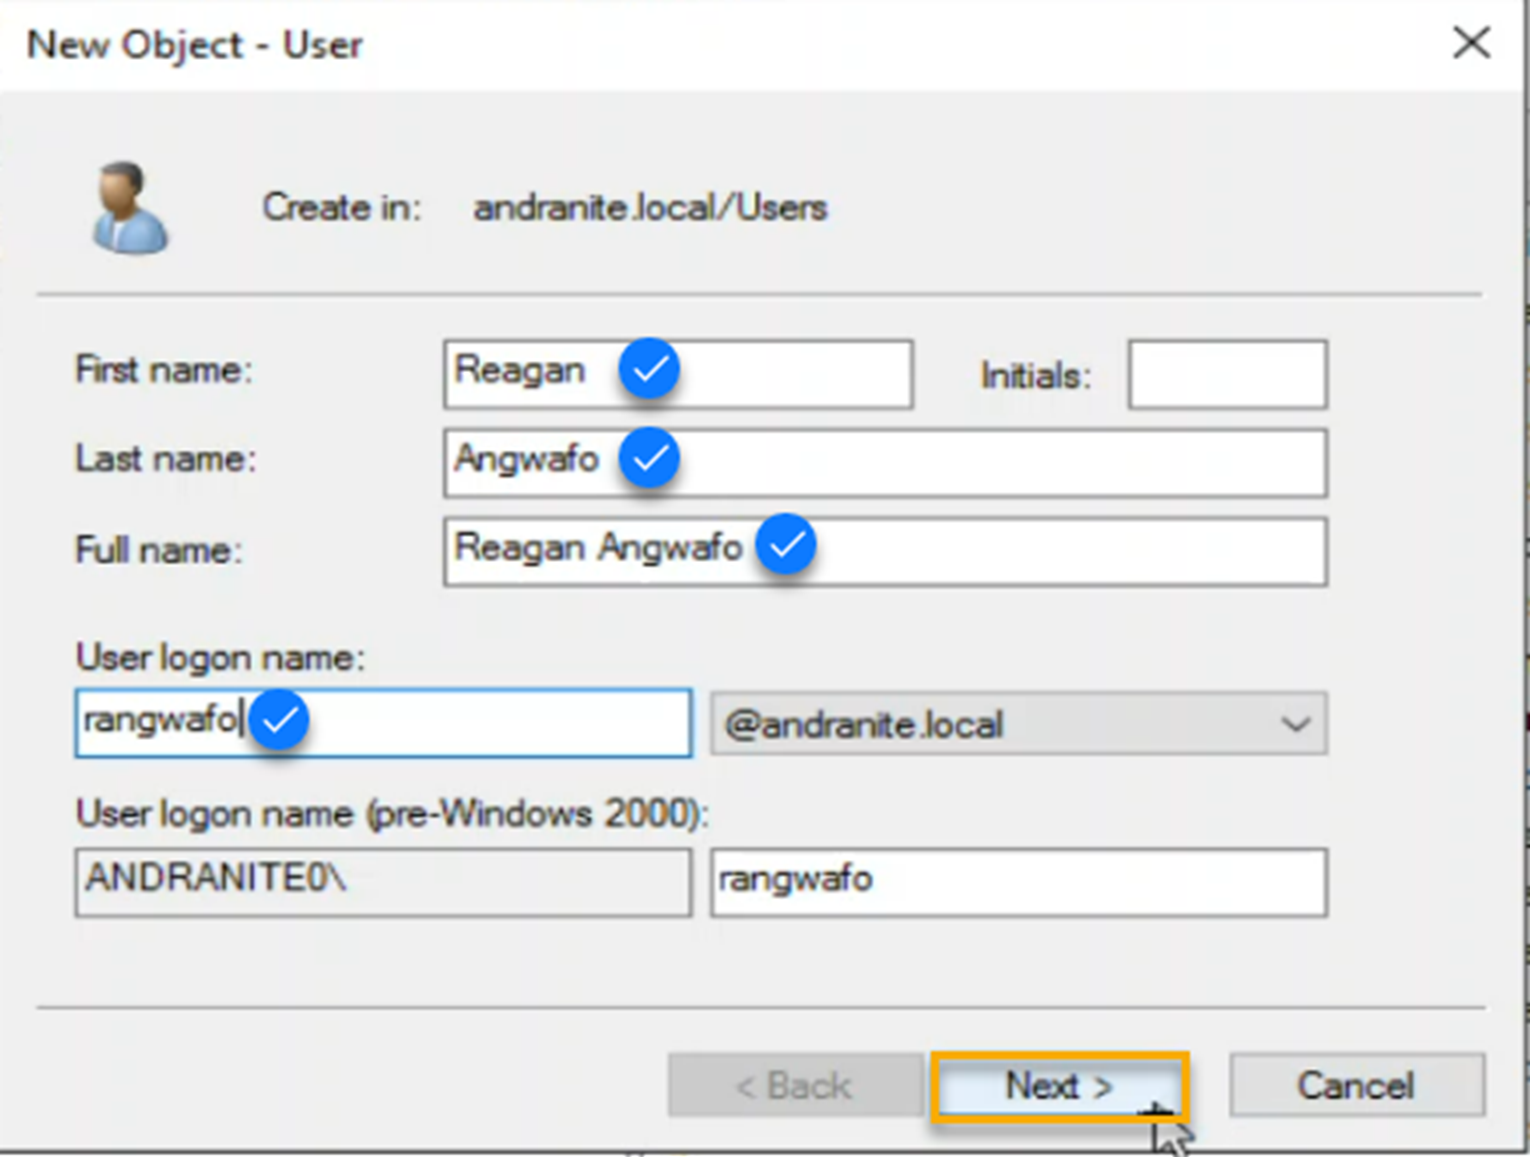 New Object - User
Create in: andranite.local/Users
First name: Reagan Initials:
Last name: Angwafo
Full name: Reagan Angwafo
User logon name:
rangwafo @andranite.local
User logon name (pre-Windows 2000):
ANDRANITE0\ rangwafo
< Back Next > Cancel